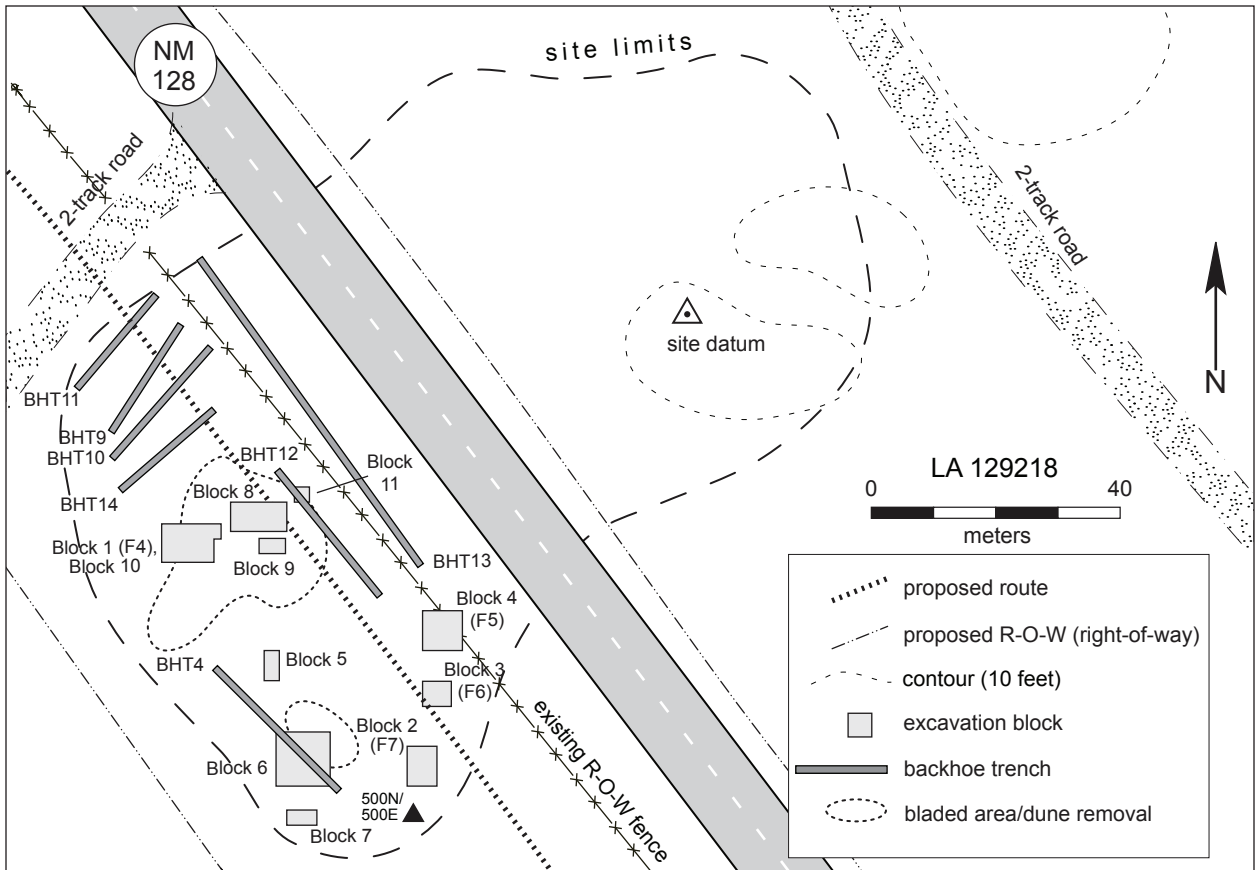 NM
128
site limits
2-track road
2-track road
site datum
N
BHT11
BHT9
BHT10
BHT14
BHT12
Block
11
Block 8
Block 1 (F4),
Block 10
Block 9
BHT13
Block 4
(F5)
Block 5
BHT4
Block 3
(F6)
Block 2
(F7)
Block 6
500N/
500E
Block 7
existing R-O-W fence
LA 129218
0 40
meters
proposed route
proposed R-O-W (right-of-way)
contour (10 feet)
excavation block
backhoe trench
bladed area/dune removal